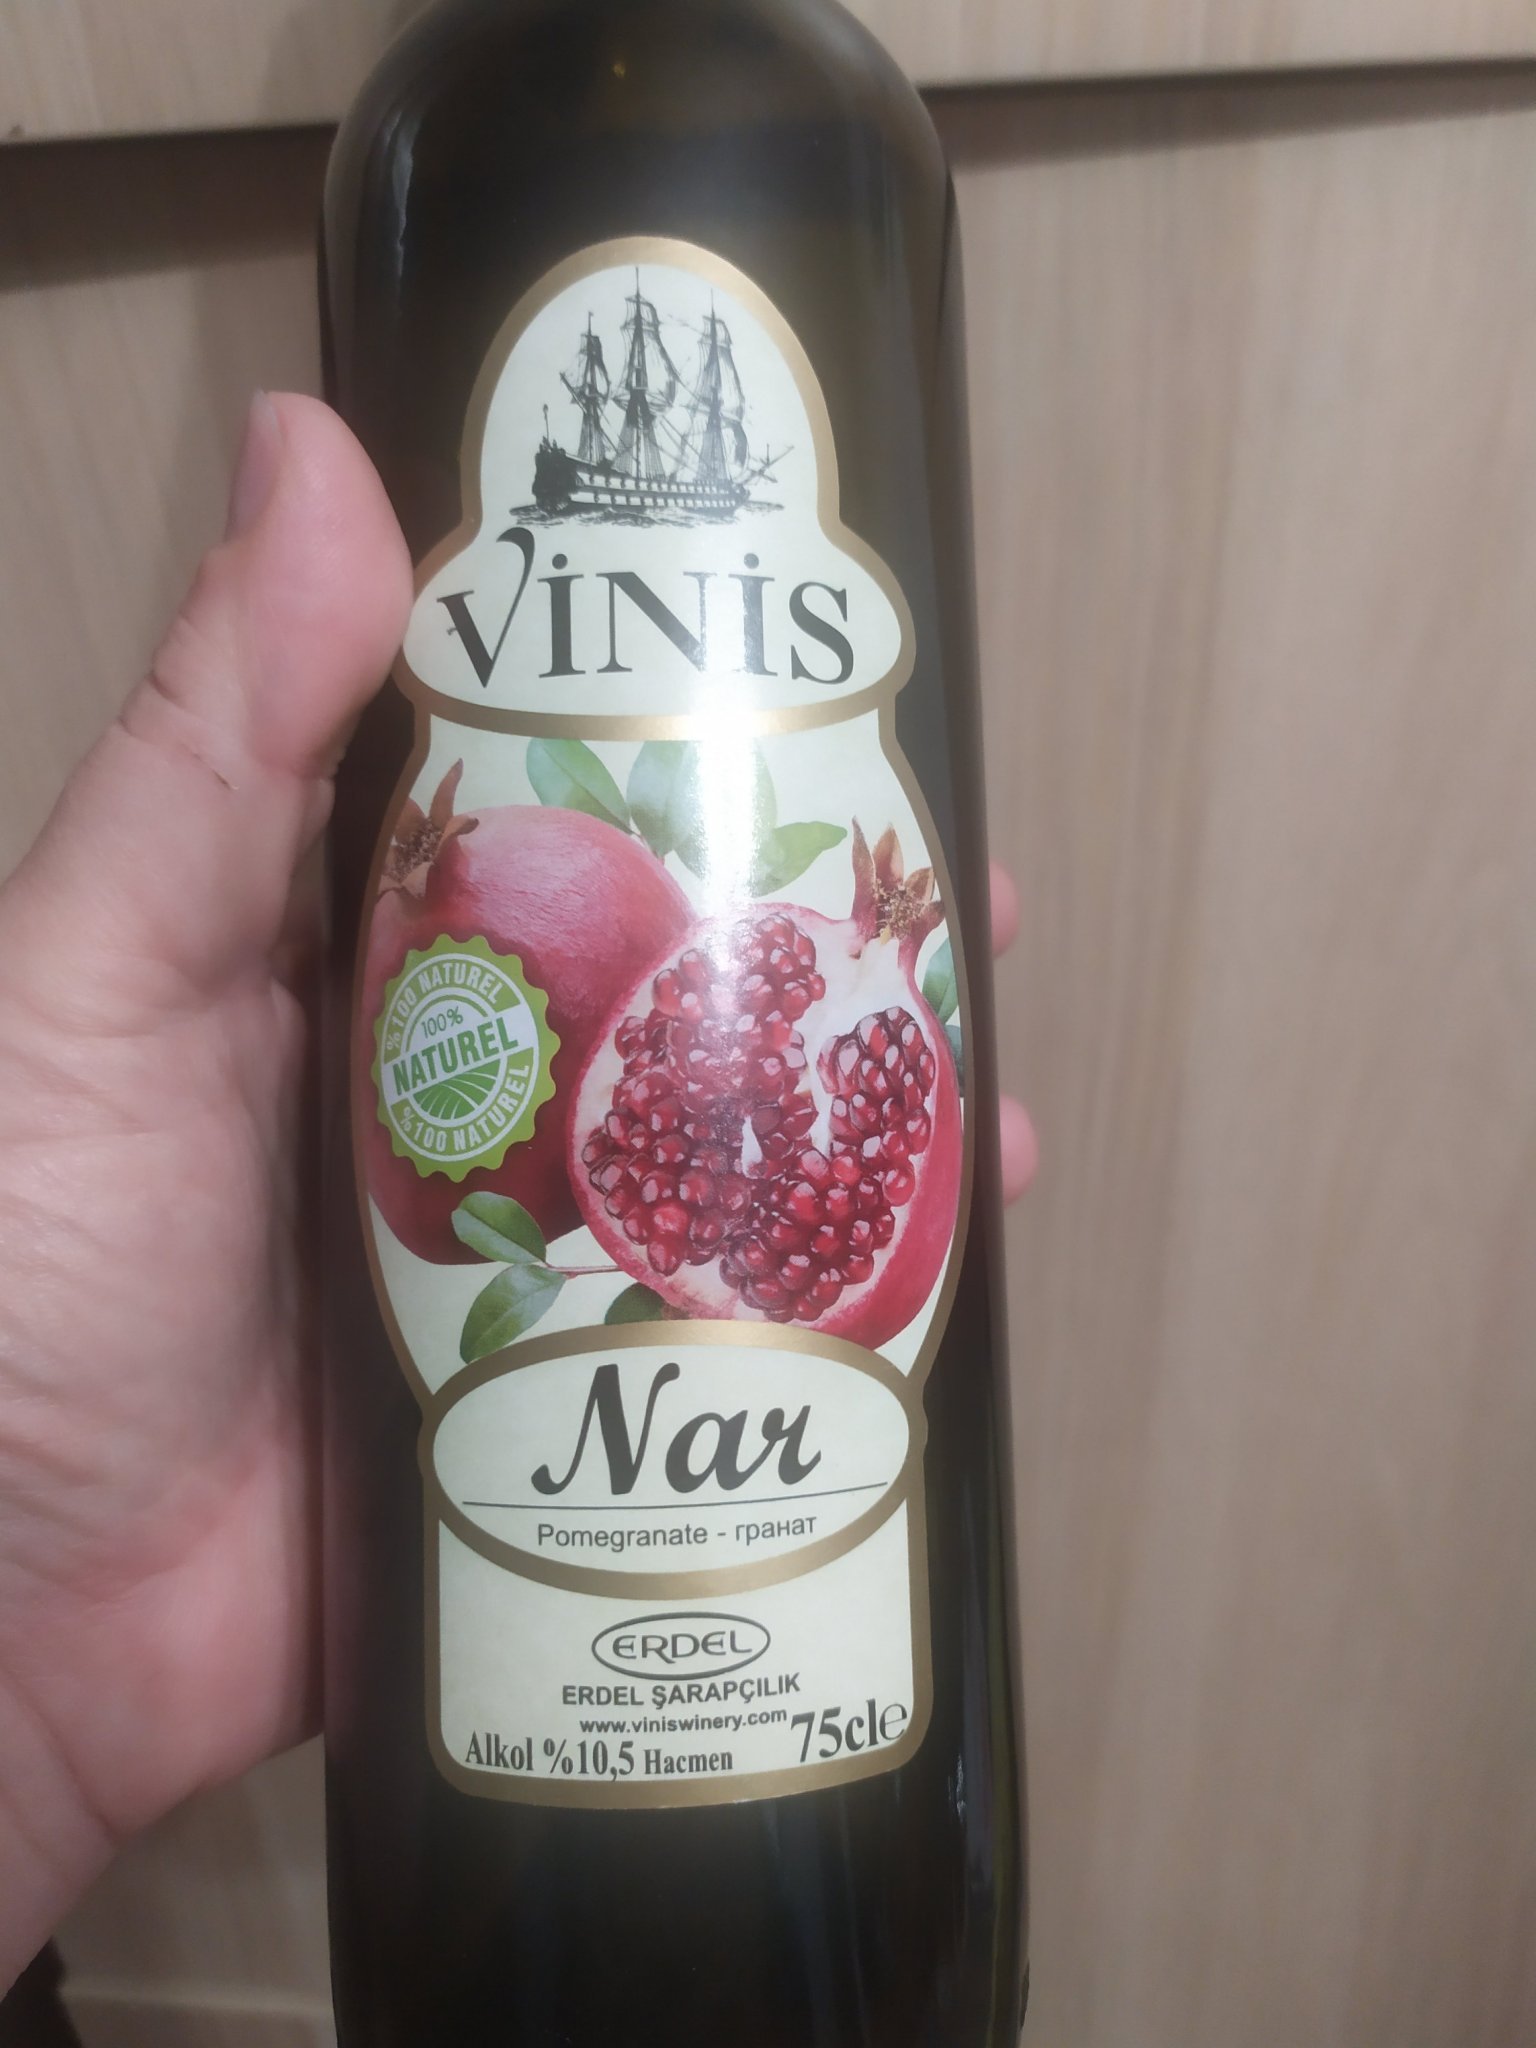 VİNİS
%100 NATUREL
100%
NATUREL
%100 NATUREL
Nar
Pomegranate - гранат
ERDEL
ERDEL ŞARAPÇILIK
www.viniswinery.com
Alkol %10,5 Hacmen 75cl℮